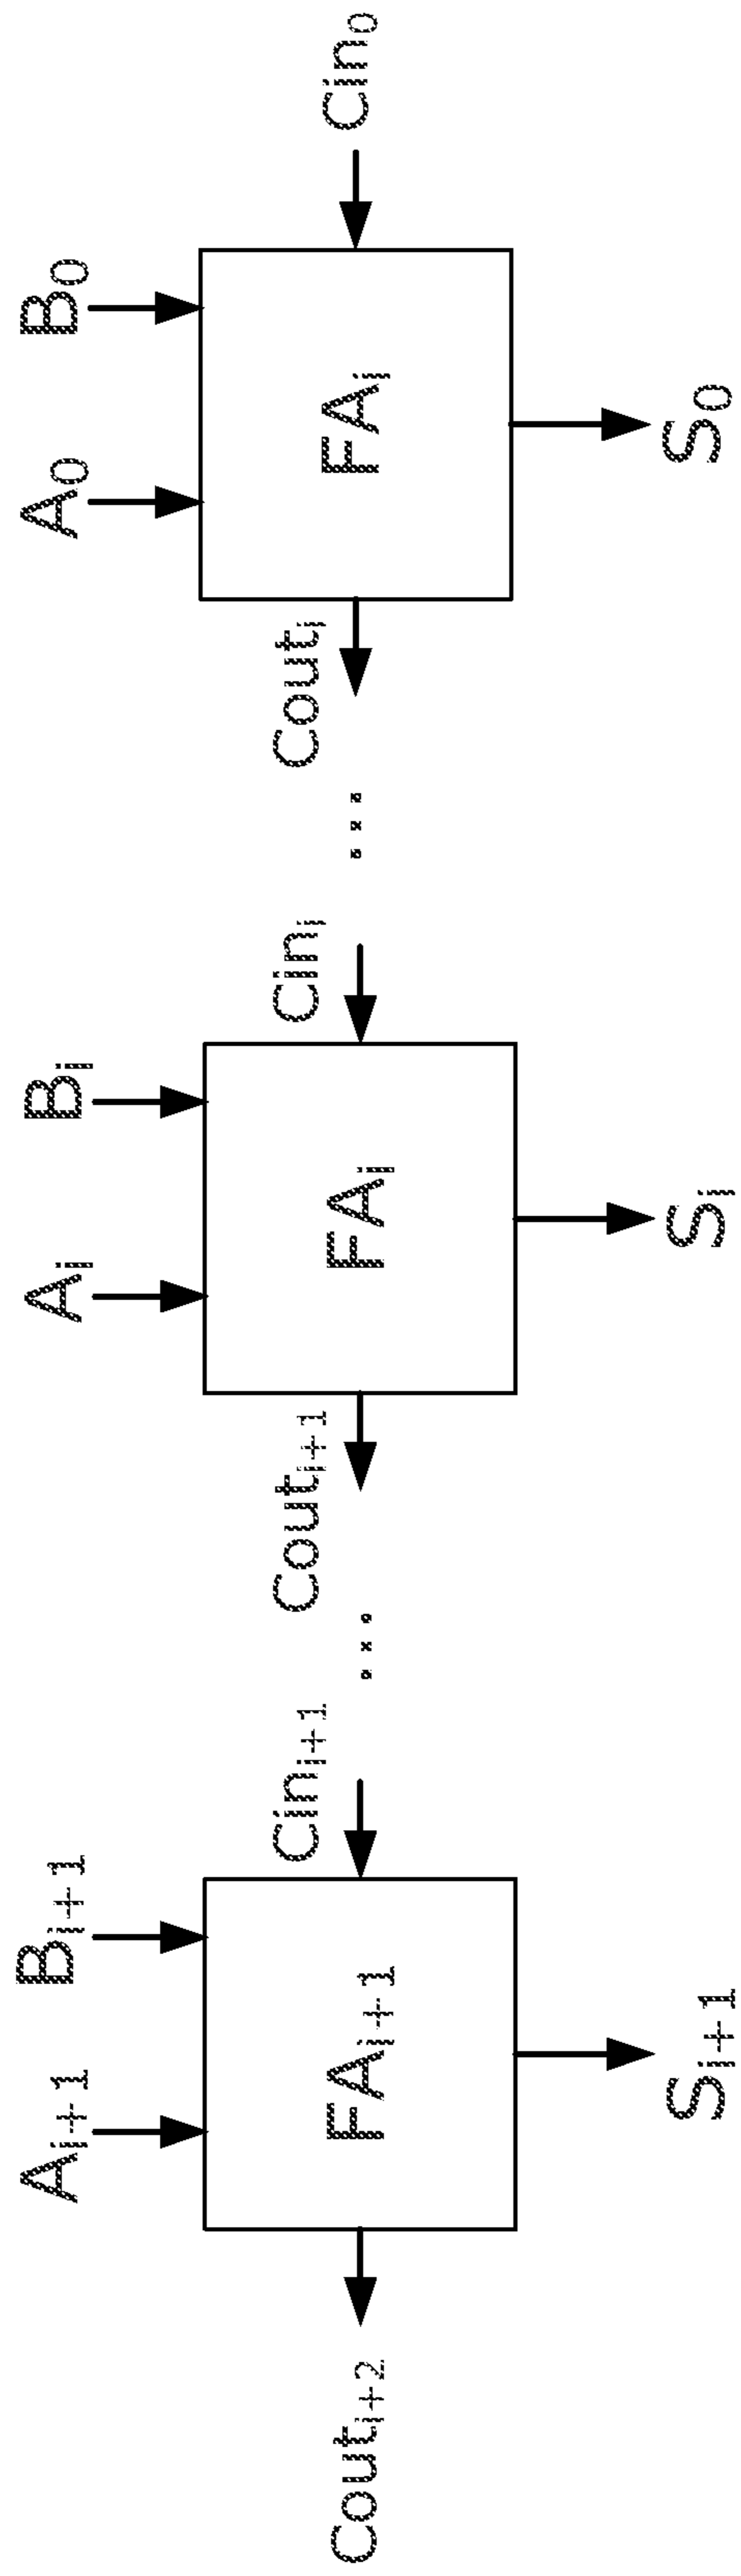 Aᵢ₊₁ Bᵢ₊₁ Aᵢ Bᵢ A₀ B₀
Cinᵢ₊₁ Coutᵢ₊₁ Cinᵢ Coutᵢ
Coutᵢ₊₂ FAᵢ₊₁ ... FAᵢ ... FAᵢ Cin₀
Sᵢ₊₁ Sᵢ S₀